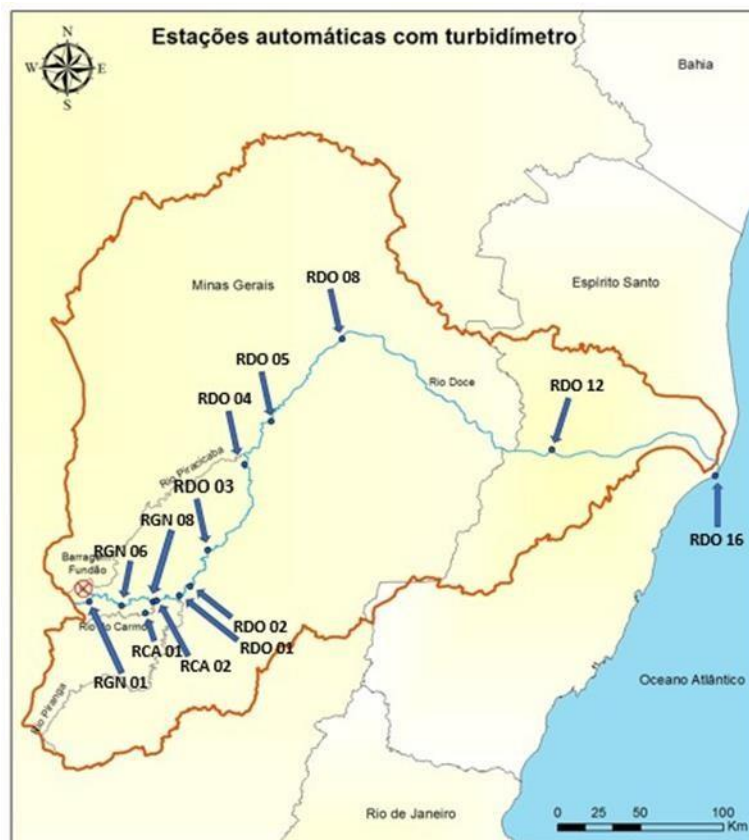 Estações automáticas com turbidímetro
N
W E
S
Bahia
RDO 08
Minas Gerais
Espírito Santo
RDO 05
Rio Doce
RDO 12
RDO 04
Rio Piracicaba
RDO 03
RGN 08
RDO 16
RGN 06
Barragem
Fundão
RDO 02
Rio do Carmo
RDO 01
RCA 01
RCA 02
RGN 01
Oceano Atlântico
Rio Piranga
Rio de Janeiro
0 25 50 100
Km